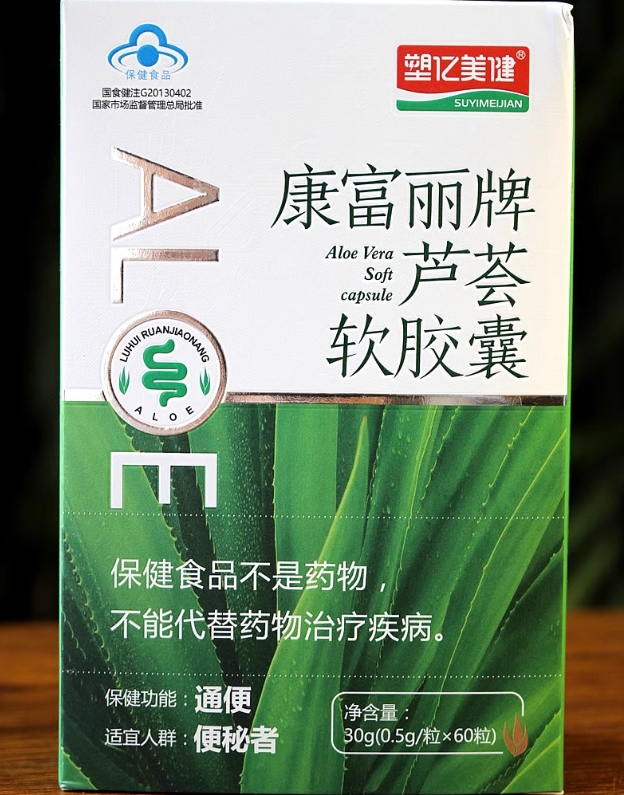 保健食品
国食健注G20130402
国家市场监督管理总局批准
塑亿美健®
SUYIMEIJIAN
ALOE
康富丽牌
Aloe Vera
Soft
capsule
芦荟
软胶囊
LUHUI RUANJIAONANG
ALOE
保健食品不是药物，
不能代替药物治疗疾病。
保健功能：通便
适宜人群：便秘者
净含量：
30g(0.5g/粒×60粒)